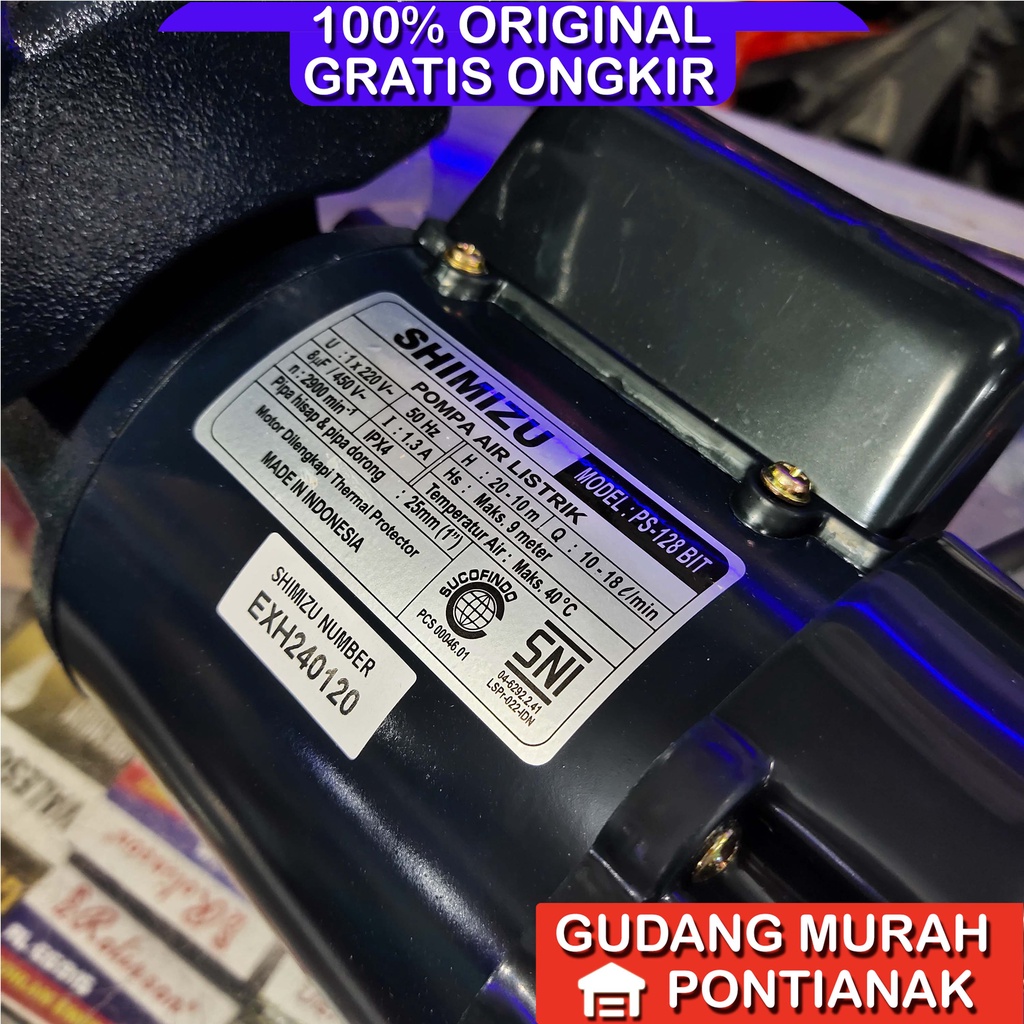 100% ORIGINAL
GRATIS ONGKIR
SHIMIZU
POMPA AIR LISTRIK
MODEL : PS-128 BIT
U : 1 x 220 V~ 50 Hz H : 20 - 10 m Q : 10 - 18 ℓ/min
8µF / 450 V~ I : 1.3 A Hs : Maks. 9 meter
n : 2900 min⁻¹ IPX4 Temperatur Air : Maks. 40 °C
Pipa hisap & pipa dorong : 25mm (1")
Motor Dilengkapi Thermal Protector
MADE IN INDONESIA
SUCOFINDO
PCS 00046.01
SNI
04-6292.2.41
LSPr-022-IDN
SHIMIZU NUMBER
EXH240120
GUDANG MURAH
PONTIANAK